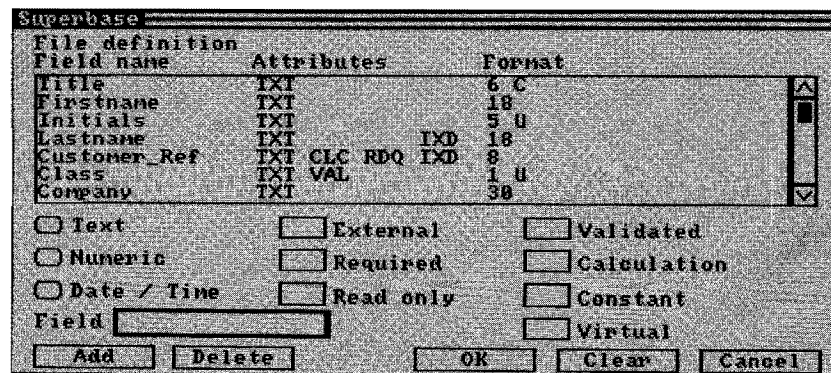 Superbase
File definition
Field name Attributes Format
Title TXT 6 C
Firstname TXT 18
Initials TXT 5 U
Lastname TXT IXD 18
Customer_Ref TXT CLC RDQ IXD 8
Class TXT VAL 1 U
Company TXT 30
Text External Validated
Numeric Required Calculation
Date / Time Read only Constant
Field Virtual
Add Delete OK Clear Cancel